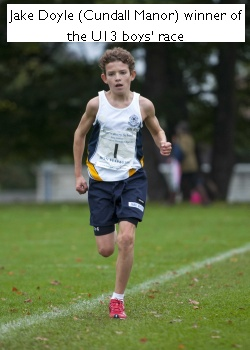 Jake Doyle (Cundall Manor) winner of
the U13 boys' race
1